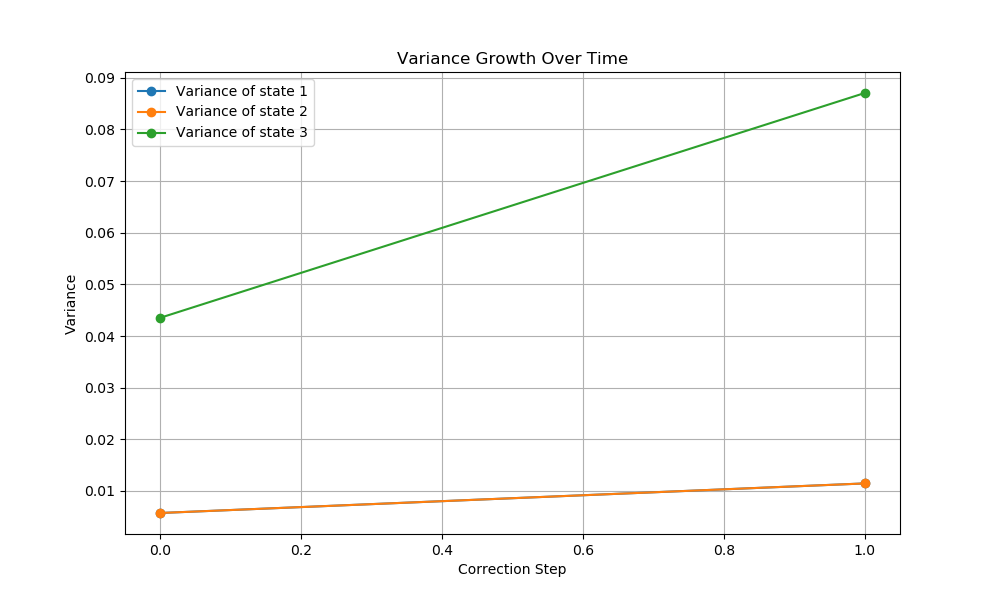 Variance Growth Over Time
Variance of state 1
Variance of state 2
Variance of state 3
Variance
0.09
0.08
0.07
0.06
0.05
0.04
0.03
0.02
0.01
0.0 0.2 0.4 0.6 0.8 1.0
Correction Step